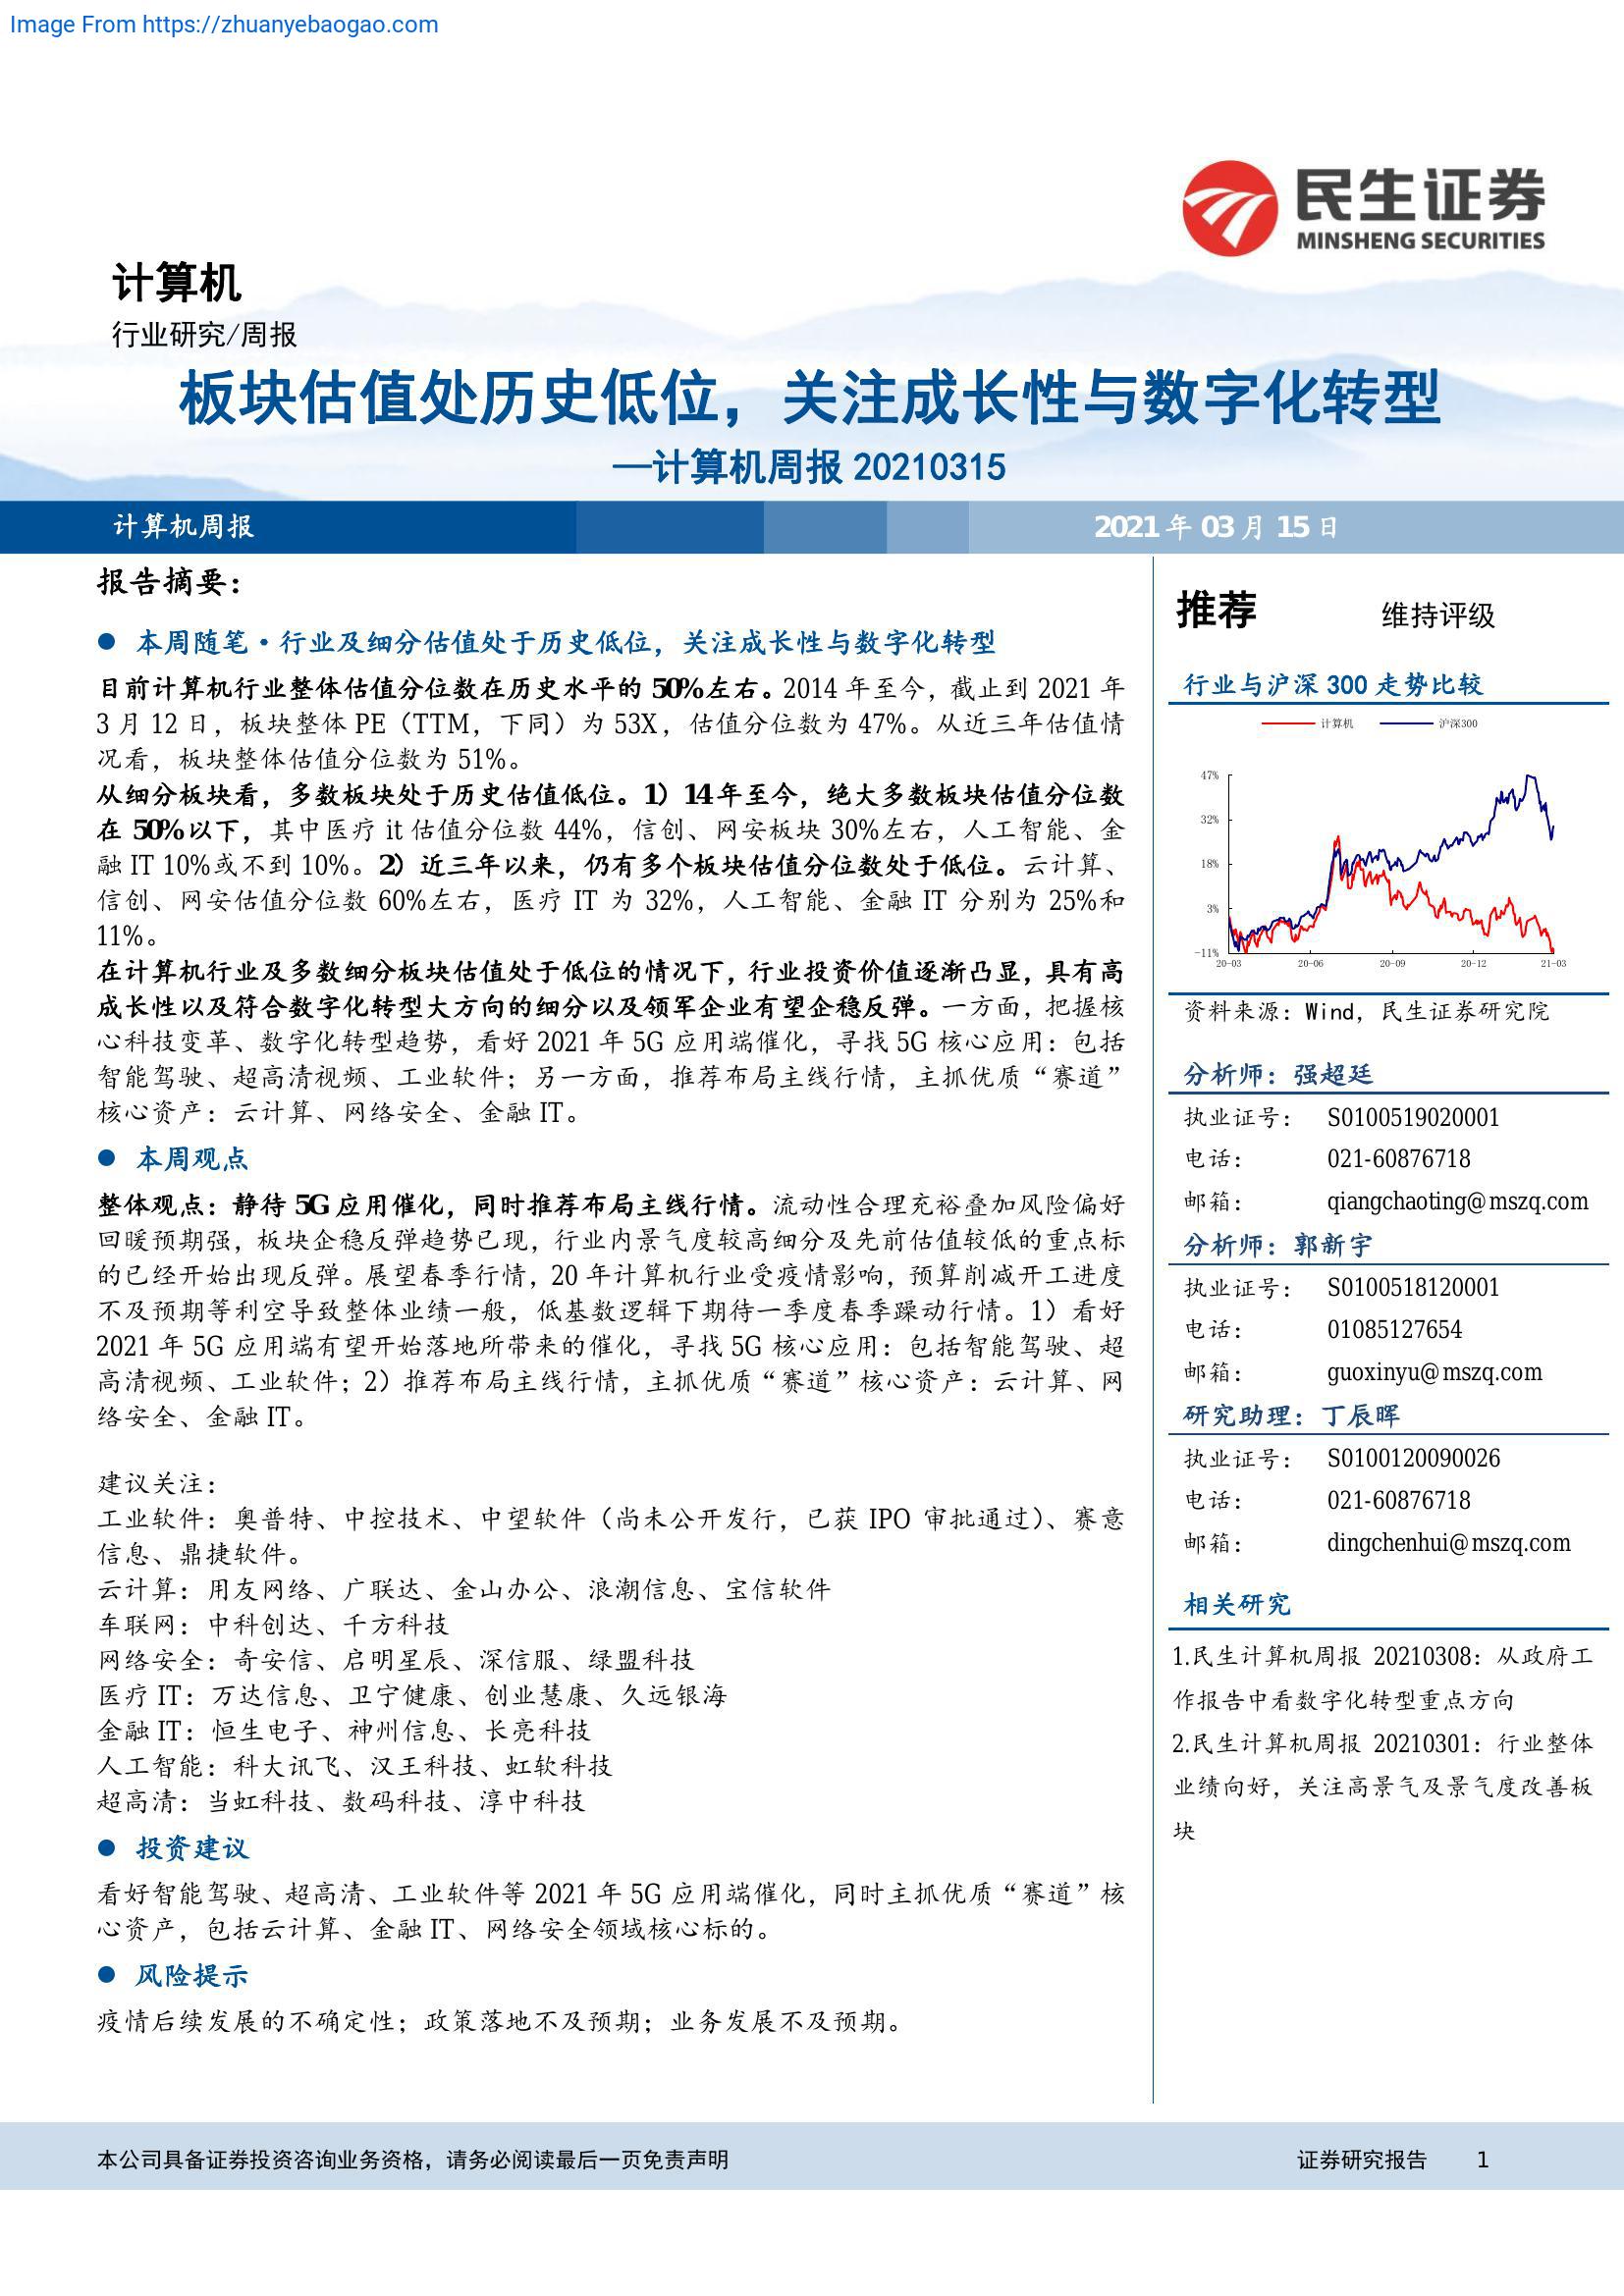 Image From https://zhuanyebaogao.com
民生证券
MINSHENG SECURITIES
计算机
行业研究/周报
板块估值处历史低位，关注成长性与数字化转型
—计算机周报 20210315
计算机周报
2021 年 03 月 15 日
报告摘要：
● 本周随笔·行业及细分估值处于历史低位，关注成长性与数字化转型
目前计算机行业整体估值分位数在历史水平的 50%左右。2014 年至今，截止到 2021 年
3 月 12 日，板块整体 PE（TTM，下同）为 53X，估值分位数为 47%。从近三年估值情
况看，板块整体估值分位数为 51%。
从细分板块看，多数板块处于历史估值低位。1）14 年至今，绝大多数板块估值分位数
在 50%以下，其中医疗 it 估值分位数 44%，信创、网安板块 30%左右，人工智能、金
融 IT 10%或不到 10%。2）近三年以来，仍有多个板块估值分位数处于低位。云计算、
信创、网安估值分位数 60%左右，医疗 IT 为 32%，人工智能、金融 IT 分别为 25%和
11%。
在计算机行业及多数细分板块估值处于低位的情况下，行业投资价值逐渐凸显，具有高
成长性以及符合数字化转型大方向的细分以及领军企业有望企稳反弹。一方面，把握核
心科技变革、数字化转型趋势，看好 2021 年 5G 应用端催化，寻找 5G 核心应用：包括
智能驾驶、超高清视频、工业软件；另一方面，推荐布局主线行情，主抓优质“赛道”
核心资产：云计算、网络安全、金融 IT。
● 本周观点
整体观点：静待 5G 应用催化，同时推荐布局主线行情。流动性合理充裕叠加风险偏好
回暖预期强，板块企稳反弹趋势已现，行业内景气度较高细分及先前估值较低的重点标
的已经开始出现反弹。展望春季行情，20 年计算机行业受疫情影响，预算削减开工进度
不及预期等利空导致整体业绩一般，低基数逻辑下期待一季度春季躁动行情。1）看好
2021 年 5G 应用端有望开始落地所带来的催化，寻找 5G 核心应用：包括智能驾驶、超
高清视频、工业软件；2）推荐布局主线行情，主抓优质“赛道”核心资产：云计算、网
络安全、金融 IT。
建议关注：
工业软件：奥普特、中控技术、中望软件（尚未公开发行，已获 IPO 审批通过）、赛意
信息、鼎捷软件。
云计算：用友网络、广联达、金山办公、浪潮信息、宝信软件
车联网：中科创达、千方科技
网络安全：奇安信、启明星辰、深信服、绿盟科技
医疗 IT：万达信息、卫宁健康、创业慧康、久远银海
金融 IT：恒生电子、神州信息、长亮科技
人工智能：科大讯飞、汉王科技、虹软科技
超高清：当虹科技、数码科技、淳中科技
● 投资建议
看好智能驾驶、超高清、工业软件等 2021 年 5G 应用端催化，同时主抓优质“赛道”核
心资产，包括云计算、金融 IT、网络安全领域核心标的。
● 风险提示
疫情后续发展的不确定性；政策落地不及预期；业务发展不及预期。
推荐 维持评级
行业与沪深 300 走势比较
计算机 沪深300
47%
32%
18%
3%
-11%
20-03 20-06 20-09 20-12 21-03
资料来源：Wind，民生证券研究院
分析师：强超廷
执业证号： S0100519020001
电话： 021-60876718
邮箱： qiangchaoting@mszq.com
分析师：郭新宇
执业证号： S0100518120001
电话： 01085127654
邮箱： guoxinyu@mszq.com
研究助理：丁辰晖
执业证号： S0100120090026
电话： 021-60876718
邮箱： dingchenhui@mszq.com
相关研究
1.民生计算机周报 20210308：从政府工
作报告中看数字化转型重点方向
2.民生计算机周报 20210301：行业整体
业绩向好，关注高景气及景气度改善板
块
本公司具备证券投资咨询业务资格，请务必阅读最后一页免责声明
证券研究报告 1